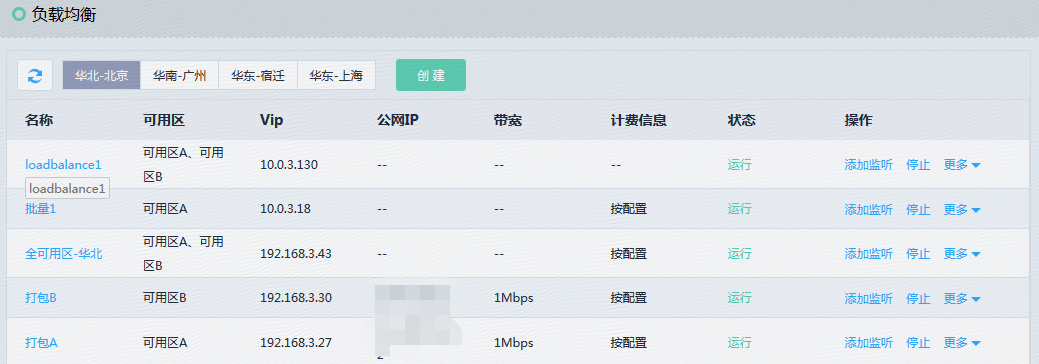 负载均衡
华北-北京 华南-广州 华东-宿迁 华东-上海 创 建
名称 可用区 Vip 公网IP 带宽 计费信息 状态 操作
loadbalance1 可用区A、可用区B 10.0.3.130 -- -- -- 运行 添加监听 停止 更多
loadbalance1
批量1 可用区A 10.0.3.18 -- -- 按配置 运行 添加监听 停止 更多
全可用区-华北 可用区A、可用区B 192.168.3.43 -- -- 按配置 运行 添加监听 停止 更多
打包B 可用区B 192.168.3.30 1Mbps 按配置 运行 添加监听 停止 更多
打包A 可用区A 192.168.3.27 1Mbps 按配置 运行 添加监听 停止 更多